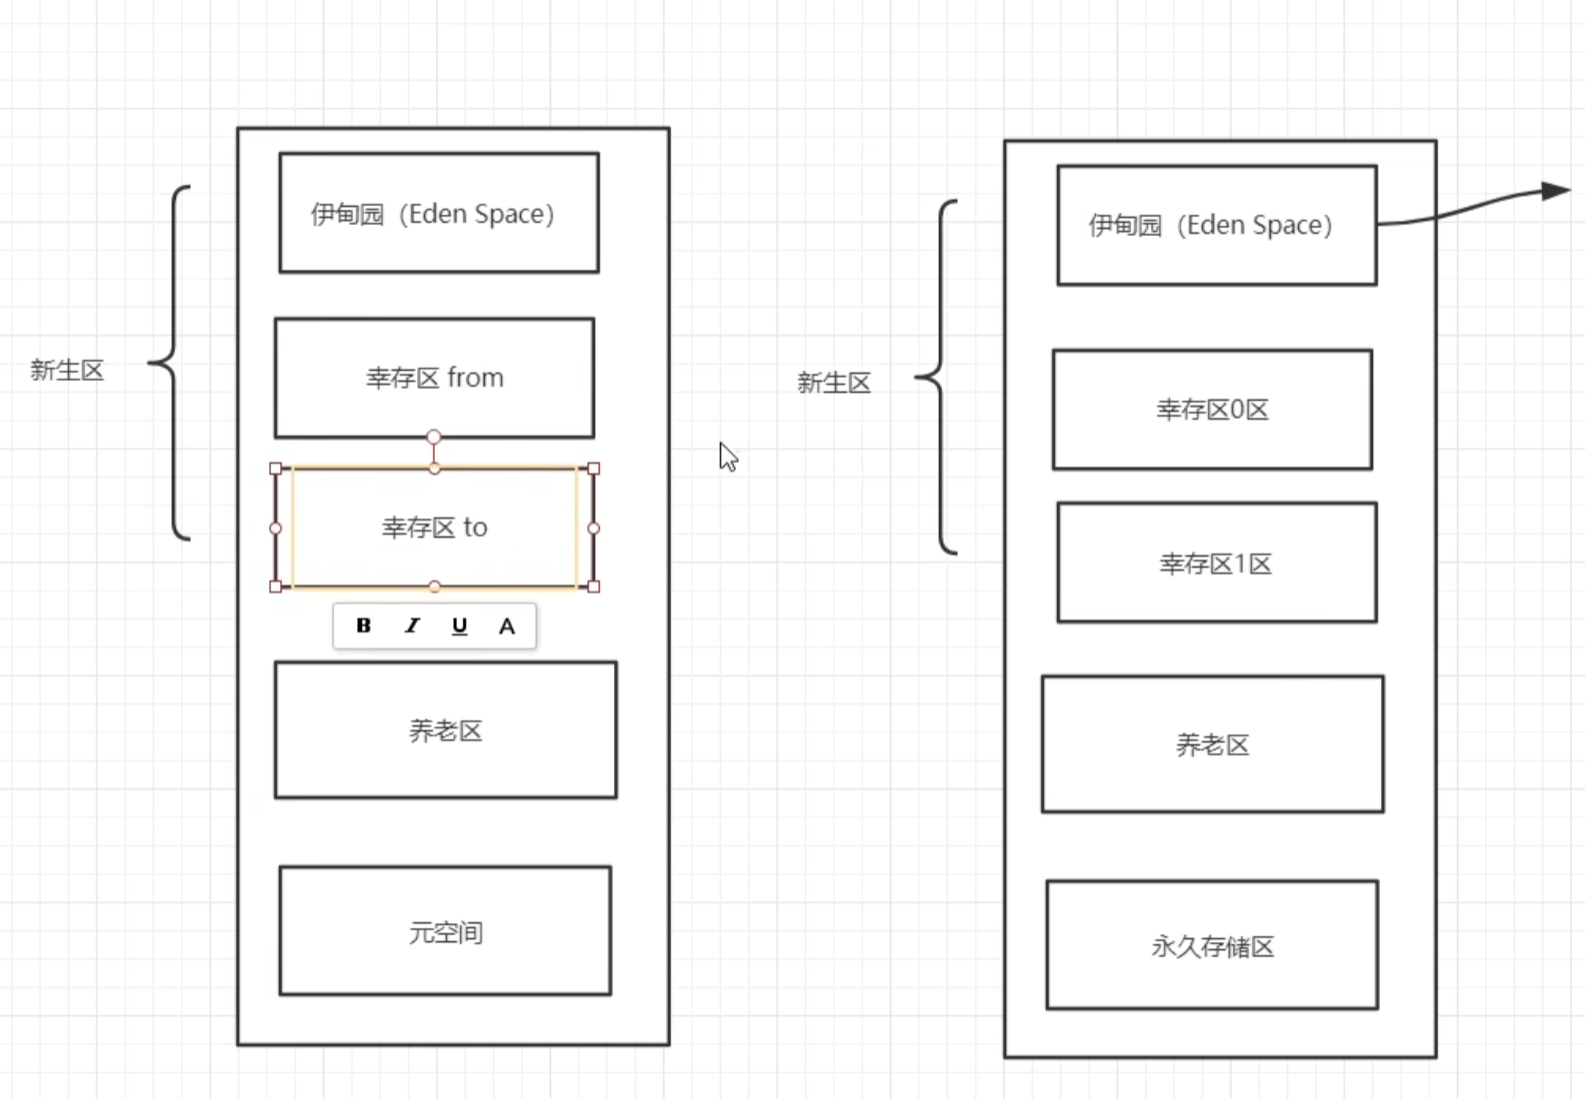 伊甸园（Eden Space）
新生区
幸存区 from
幸存区 to
B I U A
养老区
元空间
伊甸园（Eden Space）
新生区
幸存区0区
幸存区1区
养老区
永久存储区